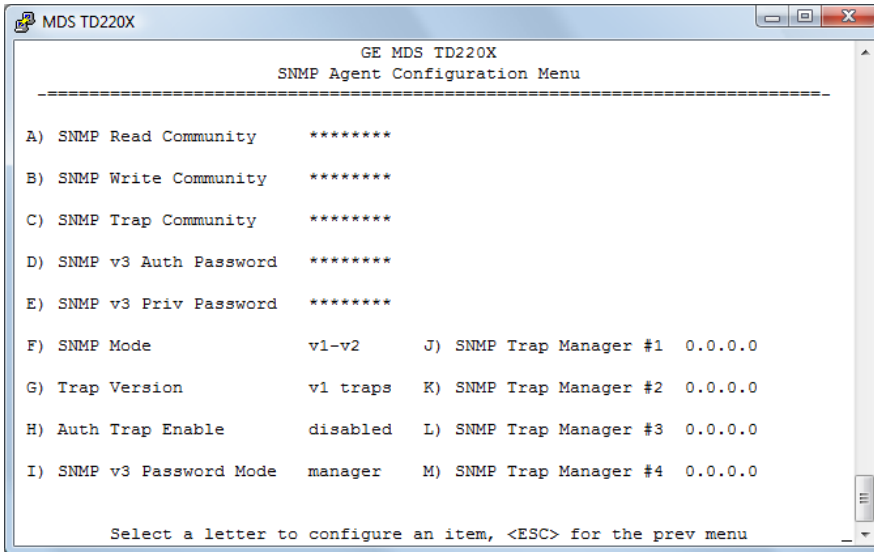 MDS TD220X
GE MDS TD220X
SNMP Agent Configuration Menu
-==========================================================================-
A) SNMP Read Community ********
B) SNMP Write Community ********
C) SNMP Trap Community ********
D) SNMP v3 Auth Password ********
E) SNMP v3 Priv Password ********
F) SNMP Mode v1-v2 J) SNMP Trap Manager #1 0.0.0.0
G) Trap Version v1 traps K) SNMP Trap Manager #2 0.0.0.0
H) Auth Trap Enable disabled L) SNMP Trap Manager #3 0.0.0.0
I) SNMP v3 Password Mode manager M) SNMP Trap Manager #4 0.0.0.0
Select a letter to configure an item, <ESC> for the prev menu _